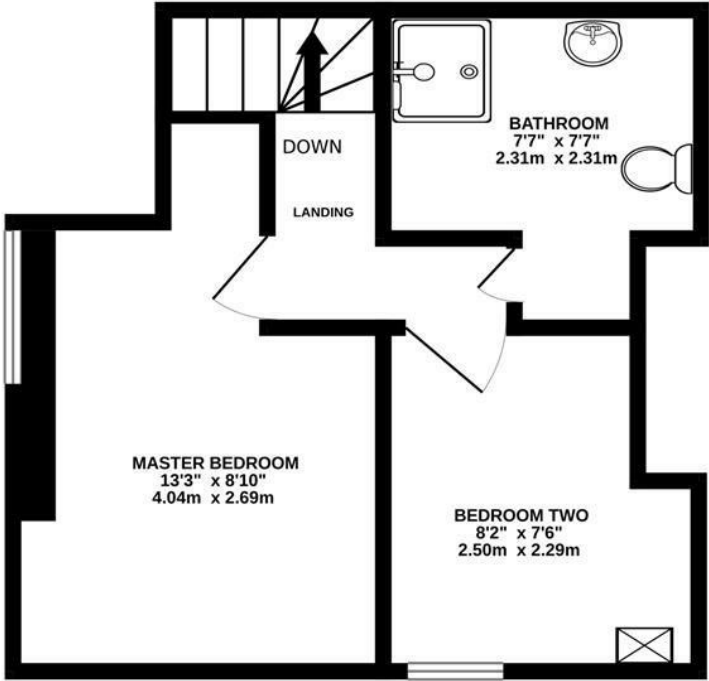 BATHROOM
7'7" x 7'7"
2.31m x 2.31m
DOWN
LANDING
MASTER BEDROOM
13'3" x 8'10"
4.04m x 2.69m
BEDROOM TWO
8'2" x 7'6"
2.50m x 2.29m